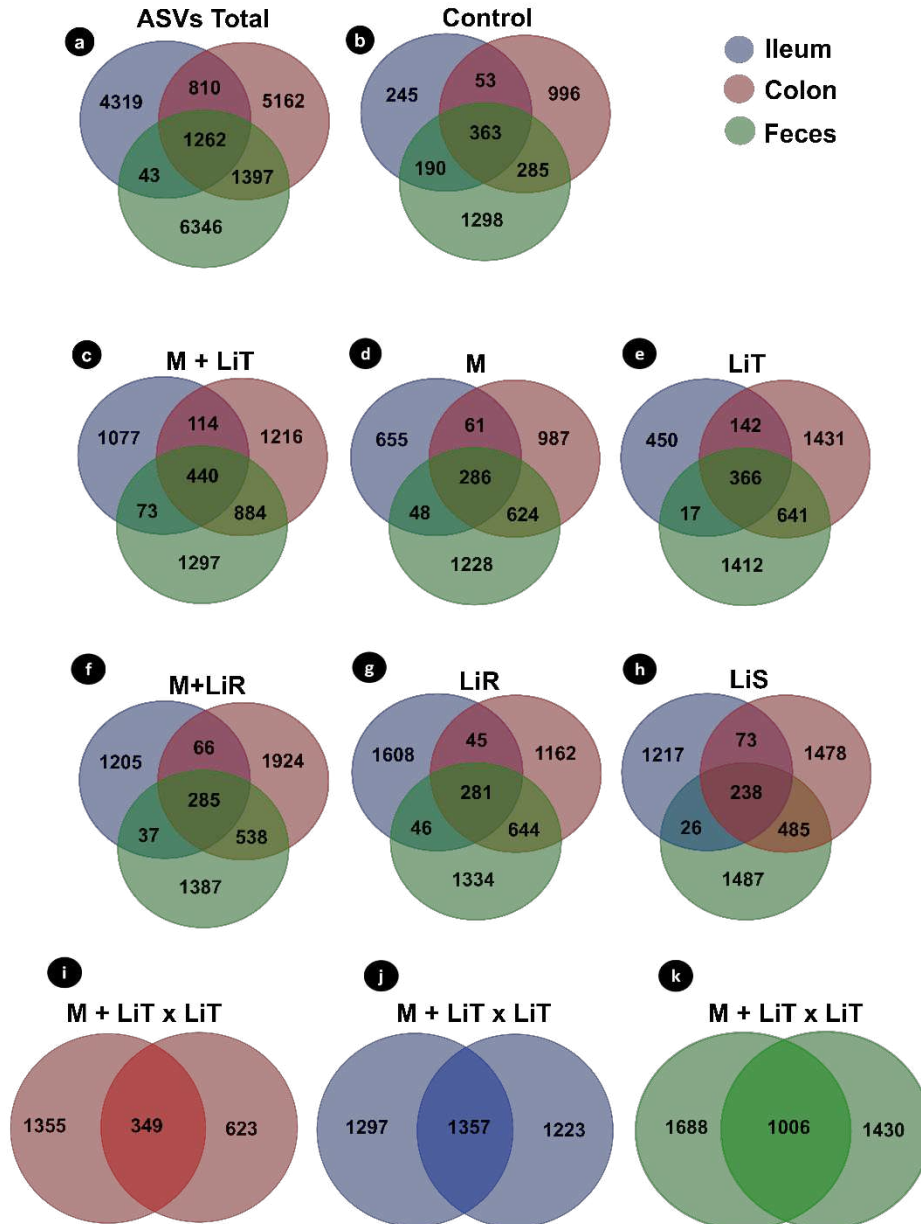 ASVs Total
Control
a
b
Ileum
Colon
Feces
4319
810
5162
1262
43
1397
6346
245
53
996
363
190
285
1298
c
M + LiT
d
M
e
LiT
1077
114
1216
440
73
884
1297
655
61
987
286
48
624
1228
450
142
1431
366
17
641
1412
f
M+LiR
g
LiR
h
LiS
1205
66
1924
285
37
538
1387
1608
45
1162
281
46
644
1334
1217
73
1478
238
26
485
1487
i
M + LiT x LiT
1355
349
623
j
M + LiT x LiT
1297
1357
1223
k
M + LiT x LiT
1688
1006
1430